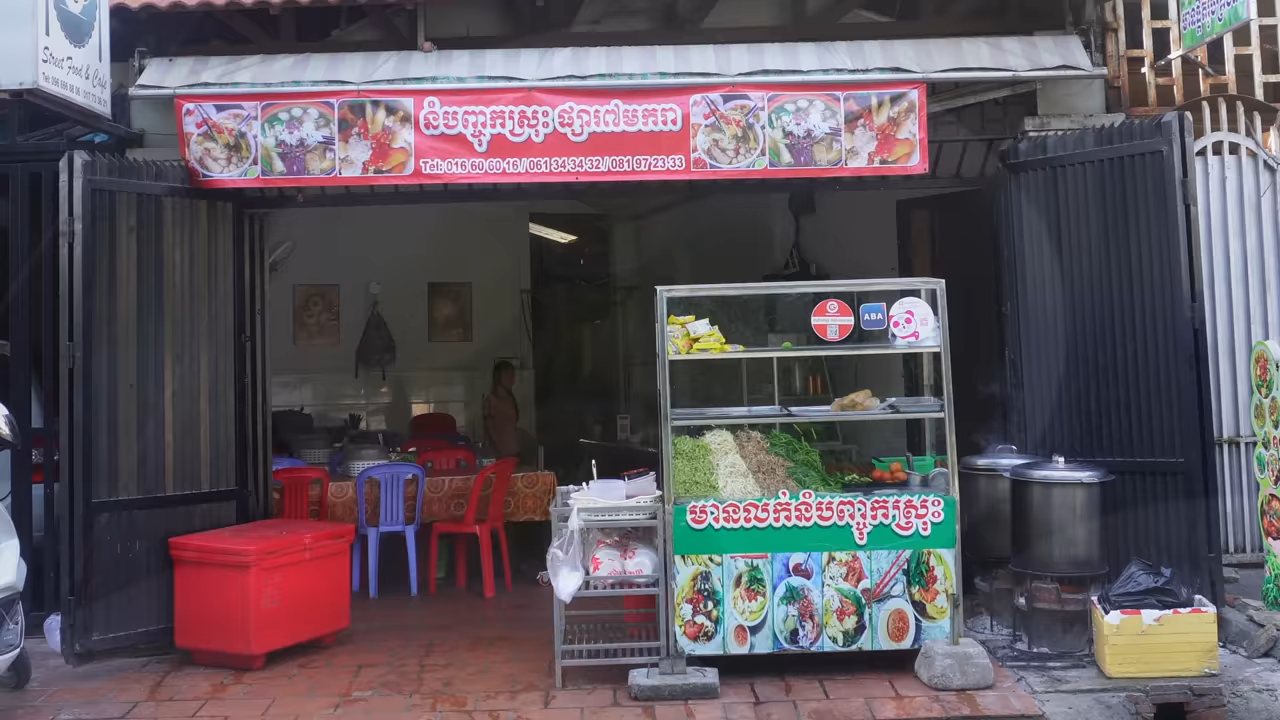 Street Food & Cafe
នំបញ្ចុកស្រុះ ផ្សារ៧មករា
Tel: 016 60 60 16 / 061 34 34 32 / 081 97 23 33
ABA
មានលក់នំបញ្ចុកស្រុះ